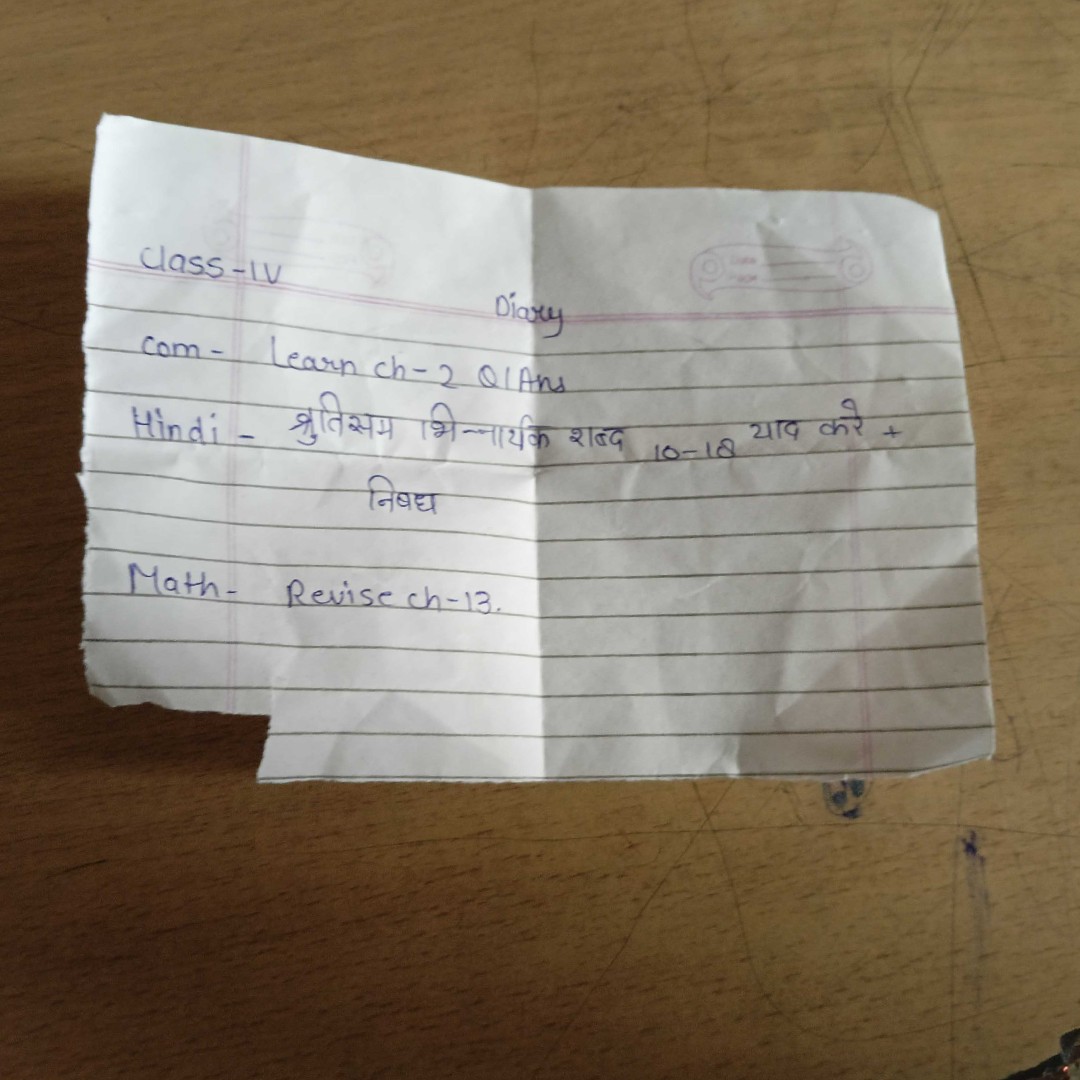 Class-IV
Diary
Com- Learn ch-2 Q/Ans
Hindi- श्रुतिसम भिन्नार्थक शब्द 10-18 याद करे +
निबध
Math- Revise ch-13.